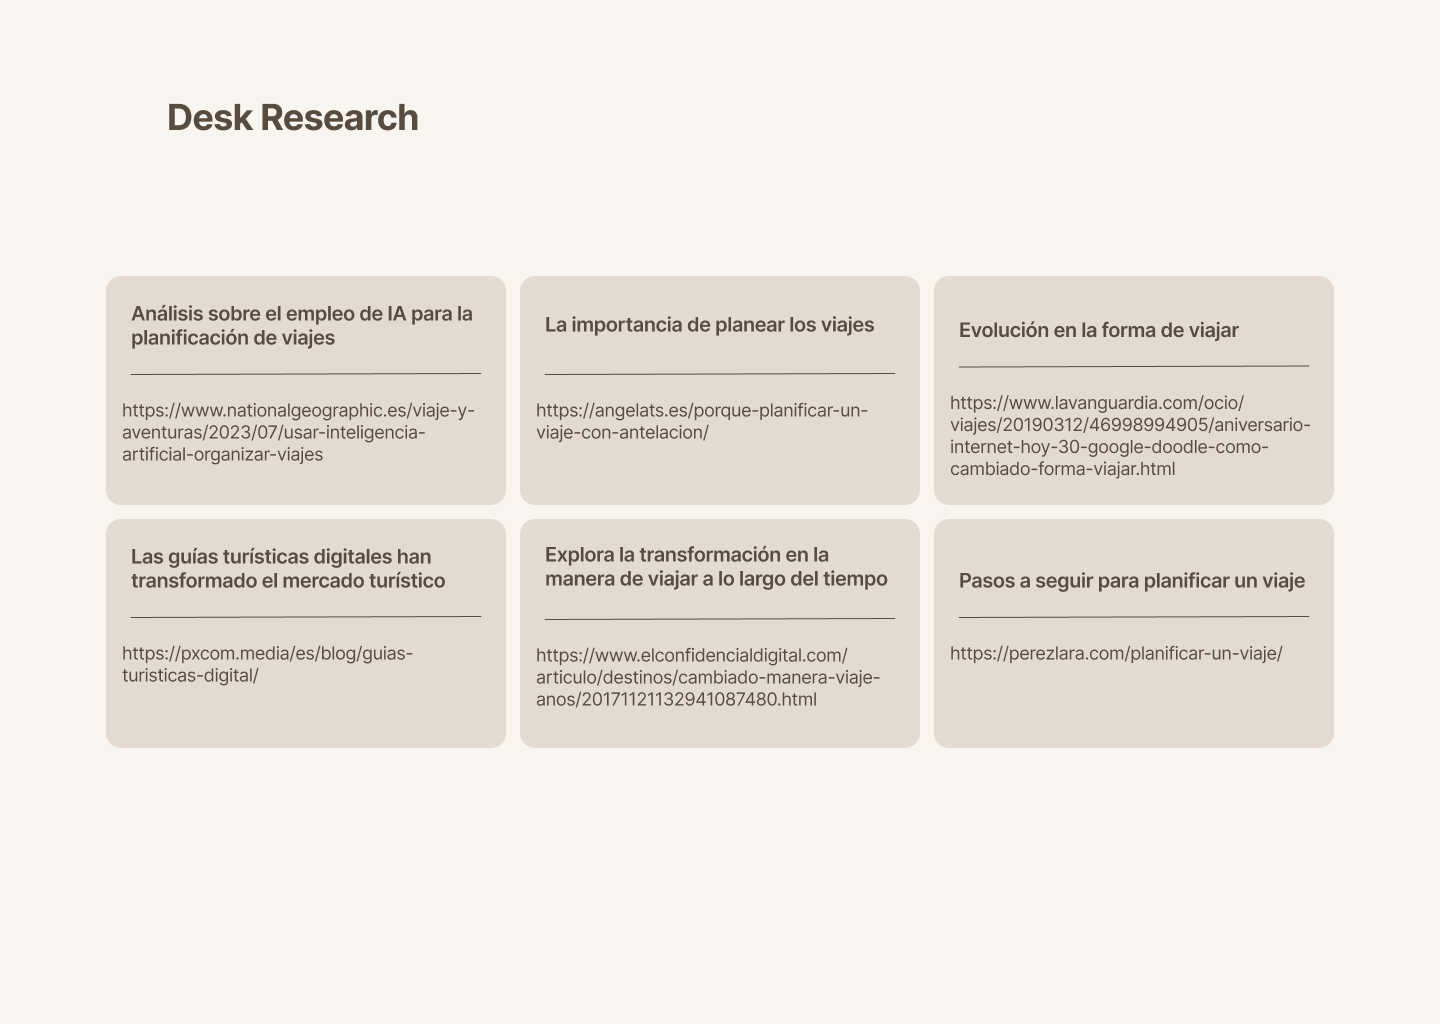 Desk Research
Análisis sobre el empleo de IA para la
planificación de viajes
https://www.nationalgeographic.es/viaje-y-
aventuras/2023/07/usar-inteligencia-
artificial-organizar-viajes
La importancia de planear los viajes
https://angelats.es/porque-planificar-un-
viaje-con-antelacion/
Evolución en la forma de viajar
https://www.lavanguardia.com/ocio/
viajes/20190312/46998994905/aniversario-
internet-hoy-30-google-doodle-como-
cambiado-forma-viajar.html
Las guías turísticas digitales han
transformado el mercado turístico
https://pxcom.media/es/blog/guias-
turisticas-digital/
Explora la transformación en la
manera de viajar a lo largo del tiempo
https://www.elconfidencialdigital.com/
articulo/destinos/cambiado-manera-viaje-
anos/20171121132941087480.html
Pasos a seguir para planificar un viaje
https://perezlara.com/planificar-un-viaje/